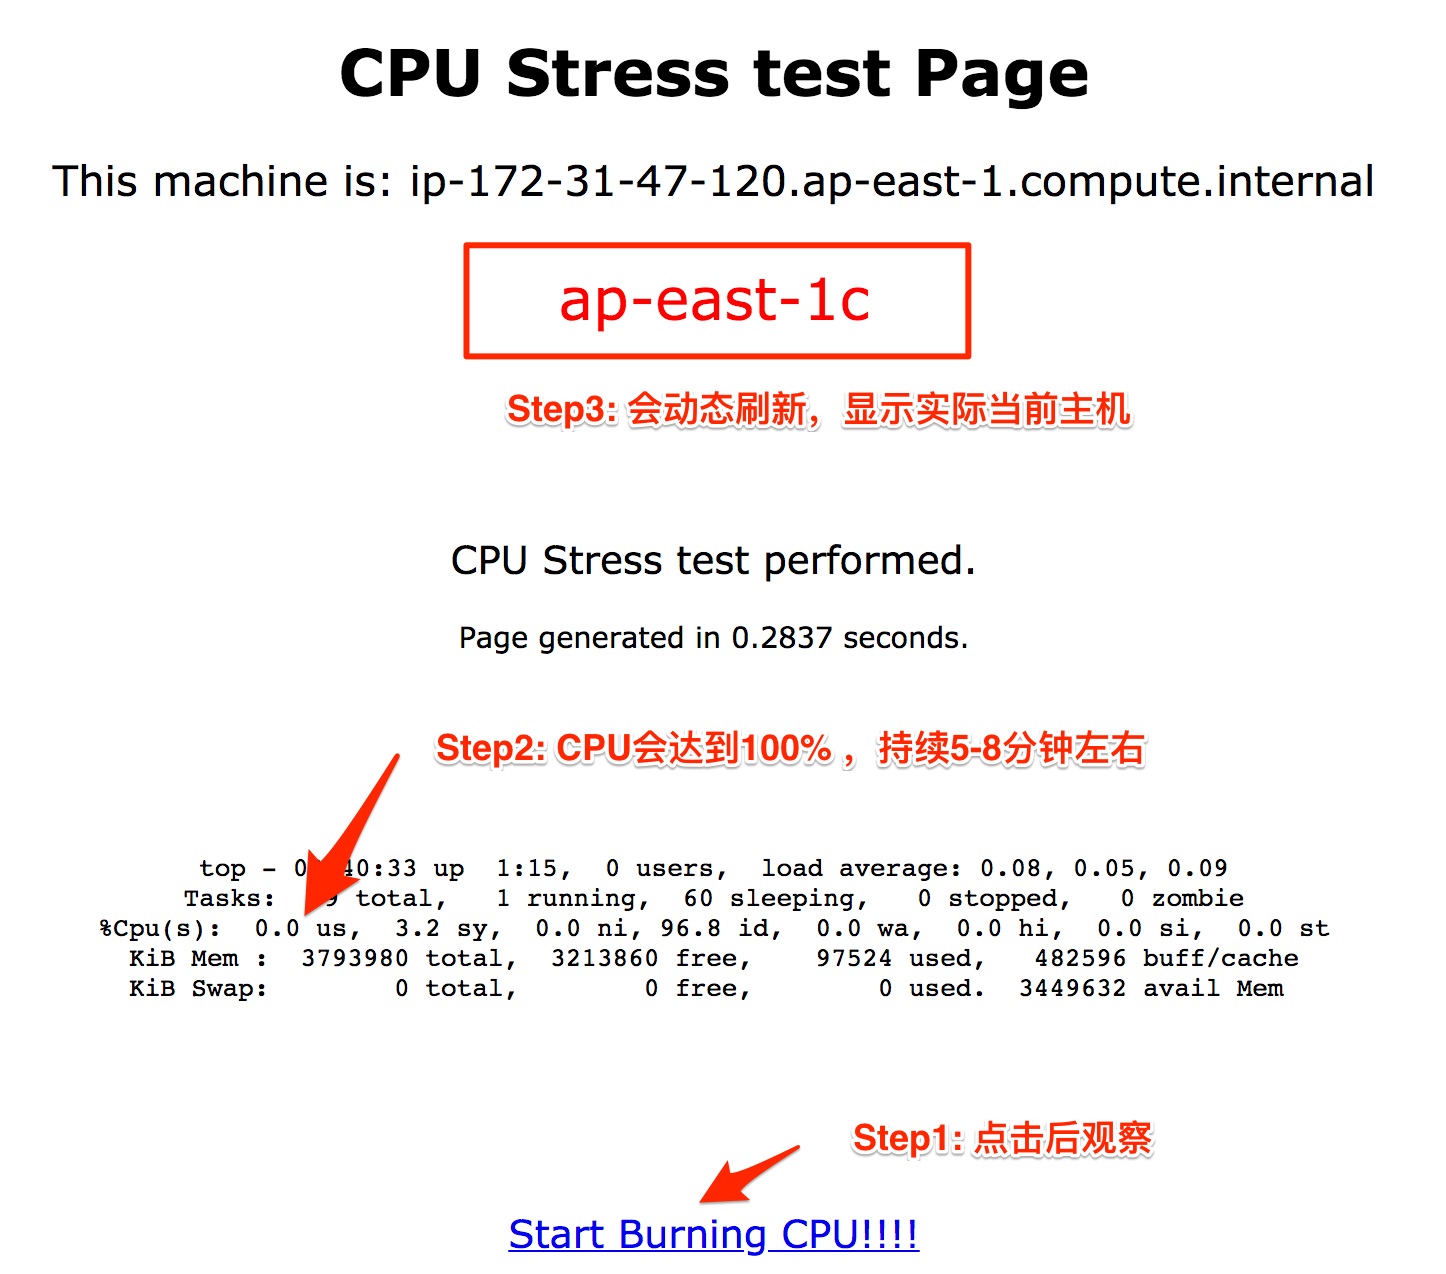 CPU Stress test Page
This machine is: ip-172-31-47-120.ap-east-1.compute.internal
ap-east-1c
Step3: 会动态刷新，显示实际当前主机
CPU Stress test performed.
Page generated in 0.2837 seconds.
Step2: CPU会达到100% ，持续5-8分钟左右
top - 40:33 up 1:15, 0 users, load average: 0.08, 0.05, 0.09
Tasks: total, 1 running, 60 sleeping, 0 stopped, 0 zombie
%Cpu(s): 0.0 us, 3.2 sy, 0.0 ni, 96.8 id, 0.0 wa, 0.0 hi, 0.0 si, 0.0 st
KiB Mem : 3793980 total, 3213860 free, 97524 used, 482596 buff/cache
KiB Swap: 0 total, 0 free, 0 used. 3449632 avail Mem
Step1: 点击后观察
Start Burning CPU!!!!